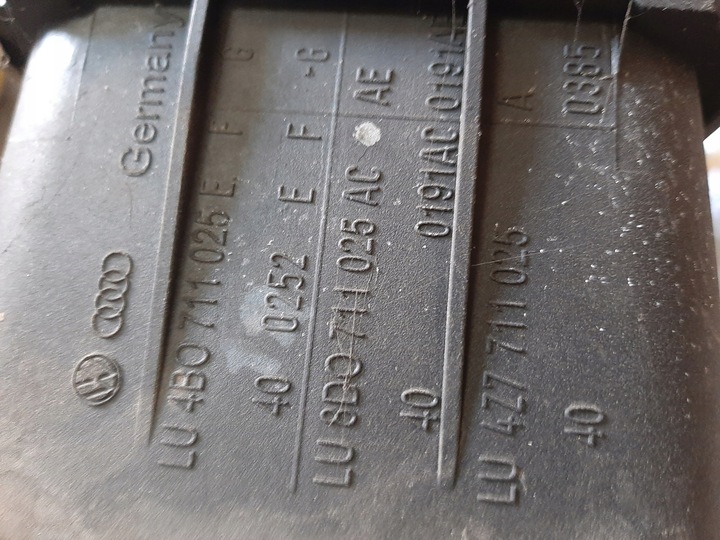 Germany
LU 4B0 711 025 E F G
40 0252 E F -G
LU 8D0 711 025 AC AE
40 0191AC 0191AE
LU 4Z7 711 025 A
40 0385